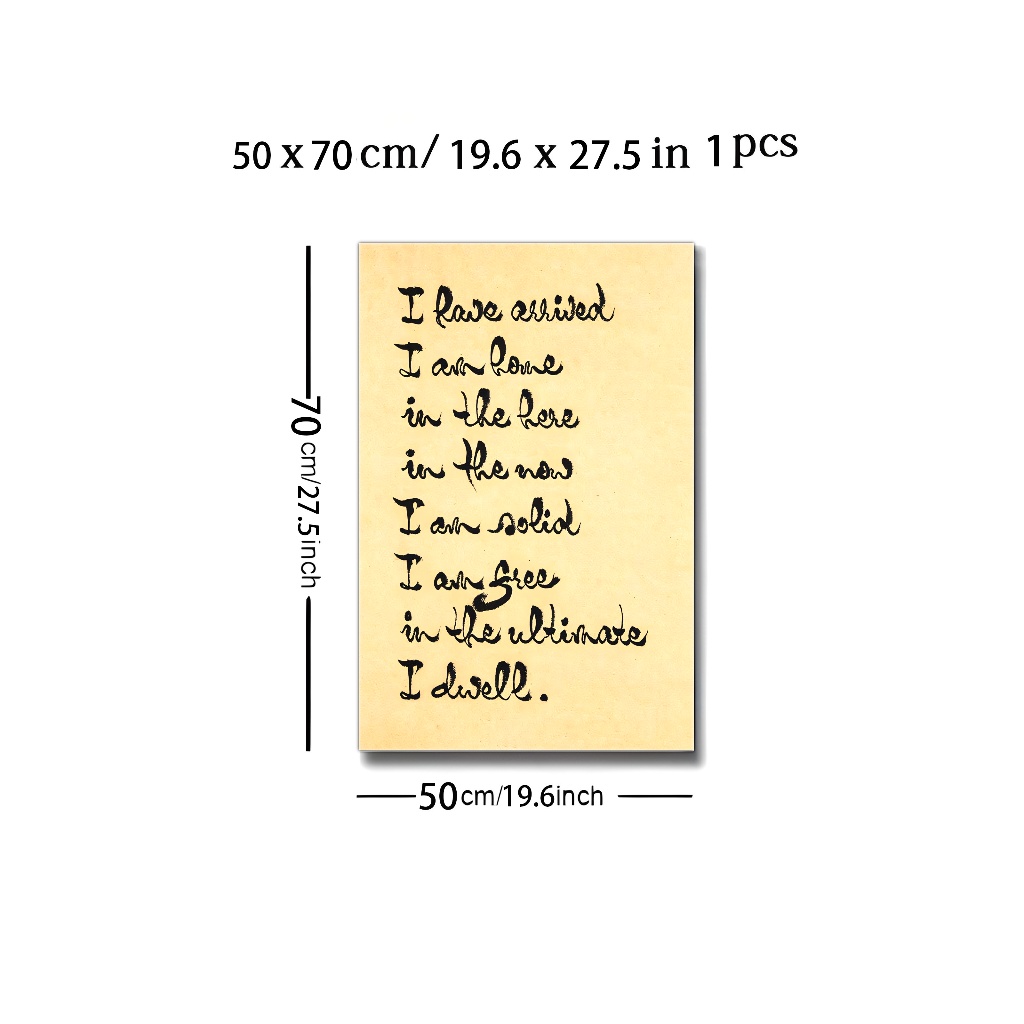 50 x 70 cm/ 19.6 x 27.5 in 1 pcs
I have arrived
I am home
in the here
in the now
I am solid
I am free
in the ultimate
I dwell.
70cm/27.5inch
50cm/19.6inch